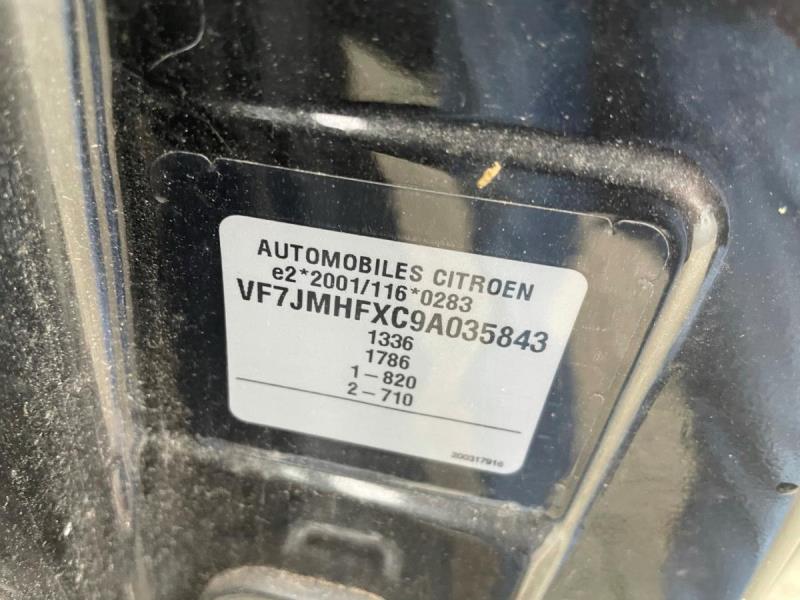 AUTOMOBILES CITROEN
e2*2001/116*0283
VF7JMHFXC9A035843
1336
1786
1-820
2-710
200317916